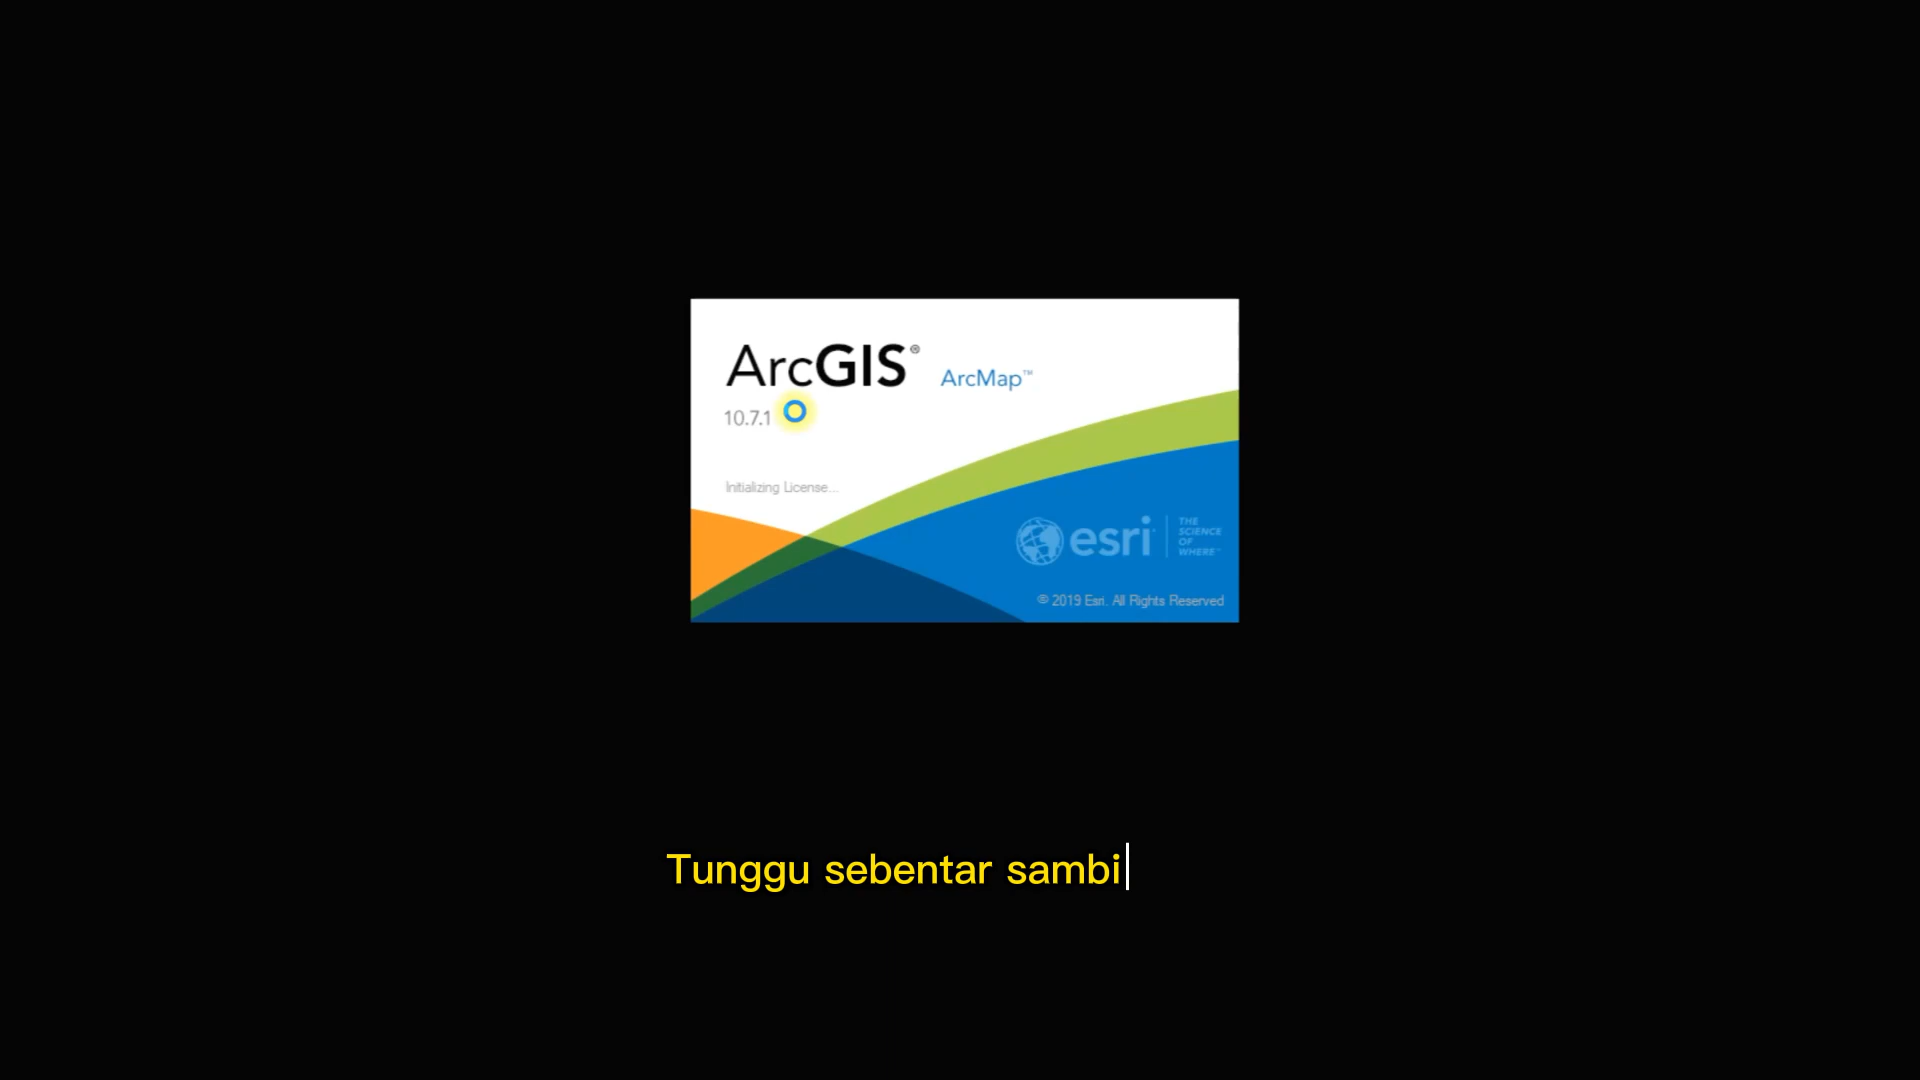 ArcGIS® ArcMap™
10.7.1
Initializing License...
esri
THE
SCIENCE
OF
WHERE™
© 2019 Esri. All Rights Reserved
Tunggu sebentar sambi